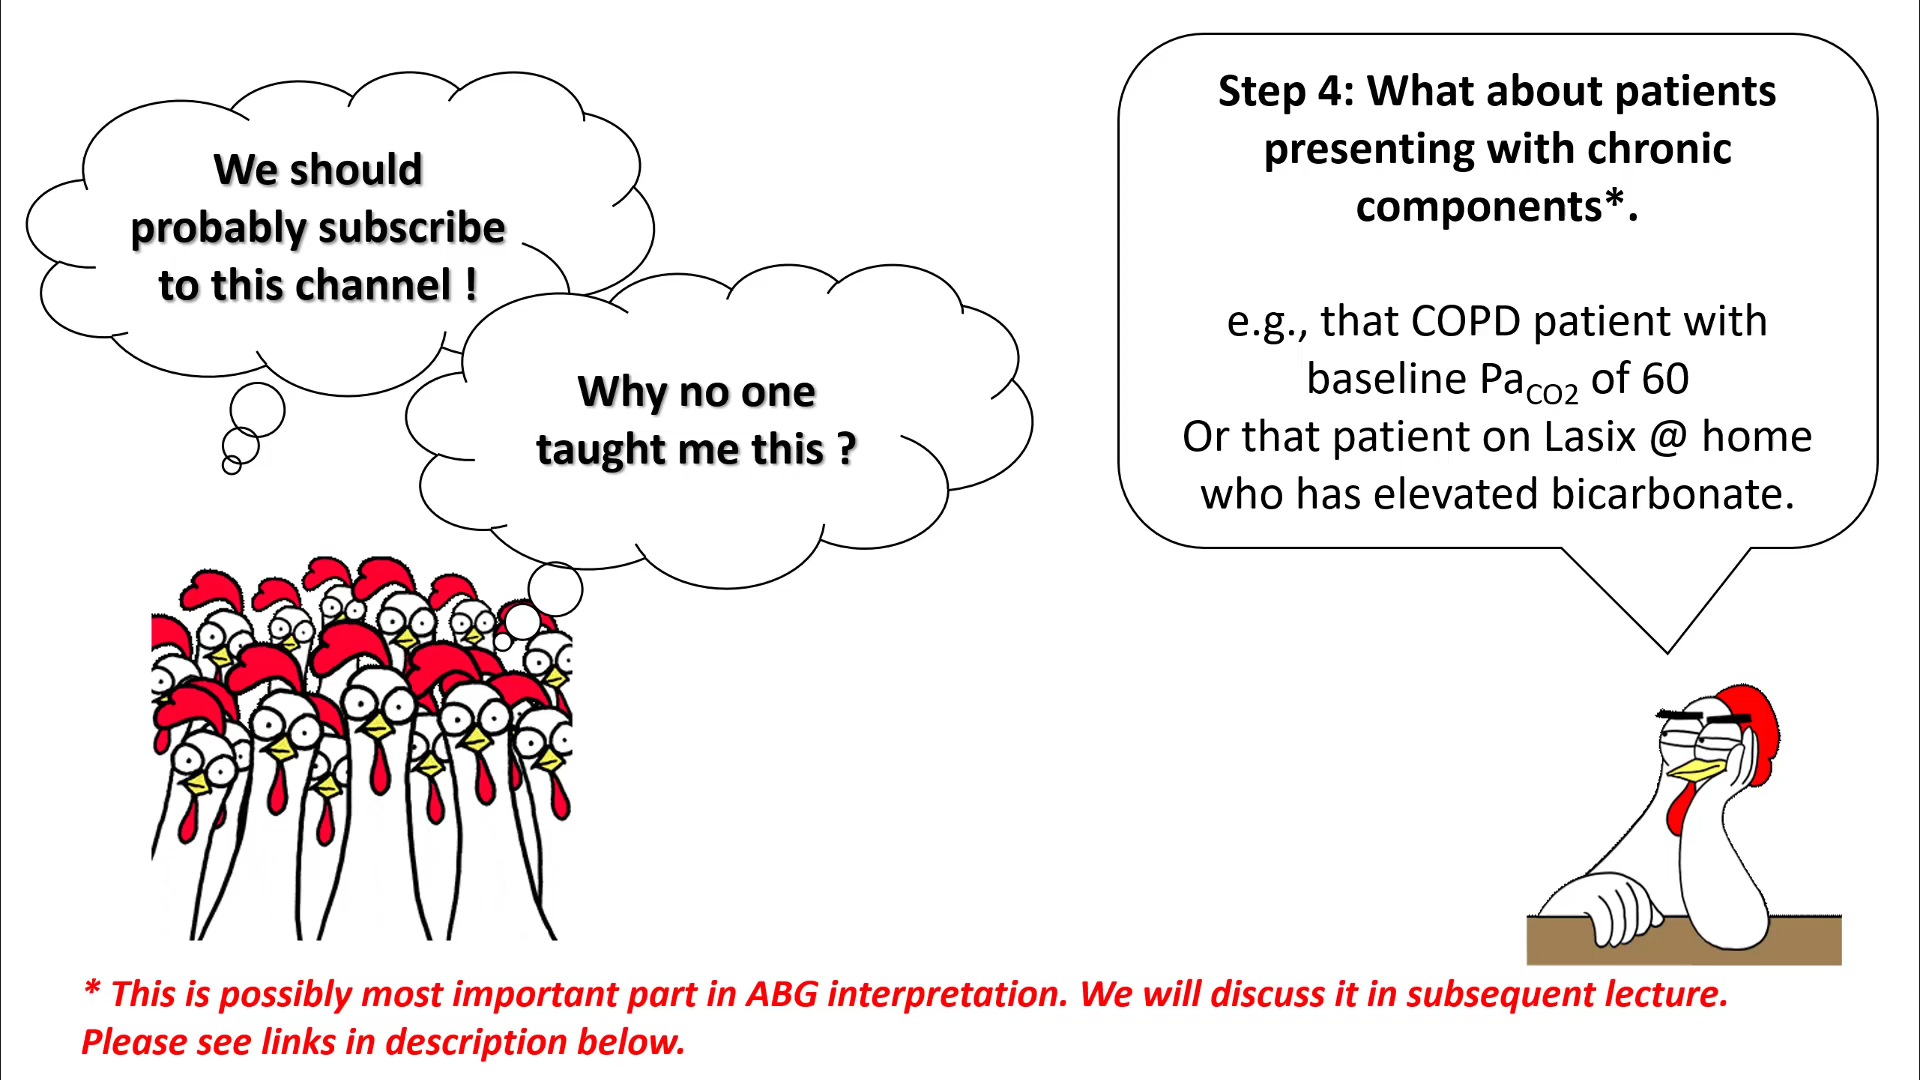 We should
probably subscribe
to this channel !
Why no one
taught me this ?
Step 4: What about patients
presenting with chronic
components*.
e.g., that COPD patient with
baseline PaCO2 of 60
Or that patient on Lasix @ home
who has elevated bicarbonate.
* This is possibly most important part in ABG interpretation. We will discuss it in subsequent lecture.
Please see links in description below.